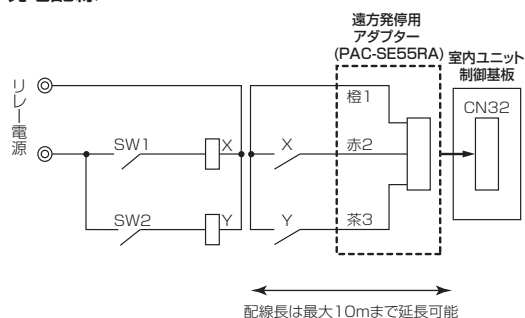 遠方発停用
アダプター
(PAC-SE55RA)
室内ユニット
制御基板
リレー電源
橙1
CN32
SW1
X
X
赤2
SW2
Y
Y
茶3
配線長は最大10mまで延長可能